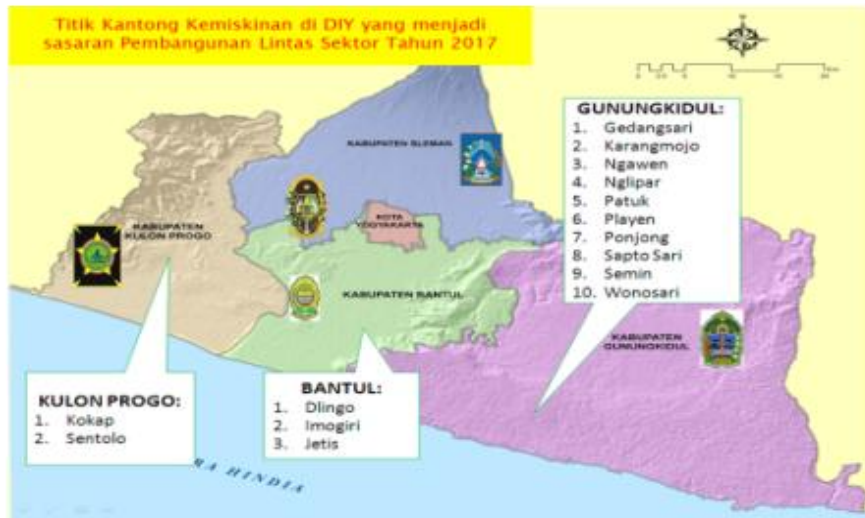 Titik Kantong Kemiskinan di DIY yang menjadi
sasaran Pembangunan Lintas Sektor Tahun 2017
GUNUNGKIDUL:
1. Gedangsari
2. Karangmojo
3. Ngawen
4. Nglipar
5. Patuk
6. Playen
7. Ponjong
8. Sapto Sari
9. Semin
10. Wonosari
KABUPATEN SLEMAN
KOTA
YOGYAKARTA
KABUPATEN
KULON PROGO
KABUPATEN BANTUL
KABUPATEN
GUNUNGKIDUL
KULON PROGO:
1. Kokap
2. Sentolo
BANTUL:
1. Dlingo
2. Imogiri
3. Jetis
RA HINDIA